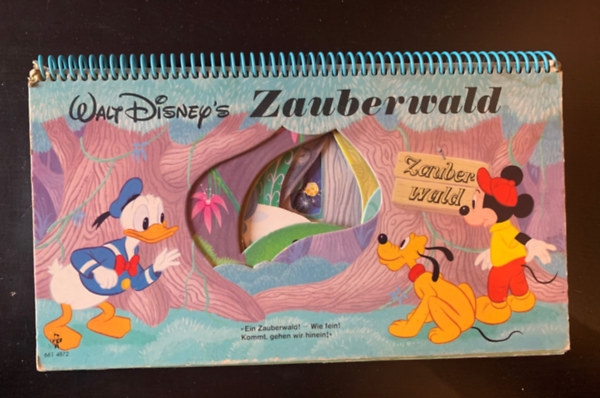 WALT DISNEY'S Zauberwald
Zauber
wald
«Ein Zauberwald! Wie fein!
Kommt, gehen wir hinein!»